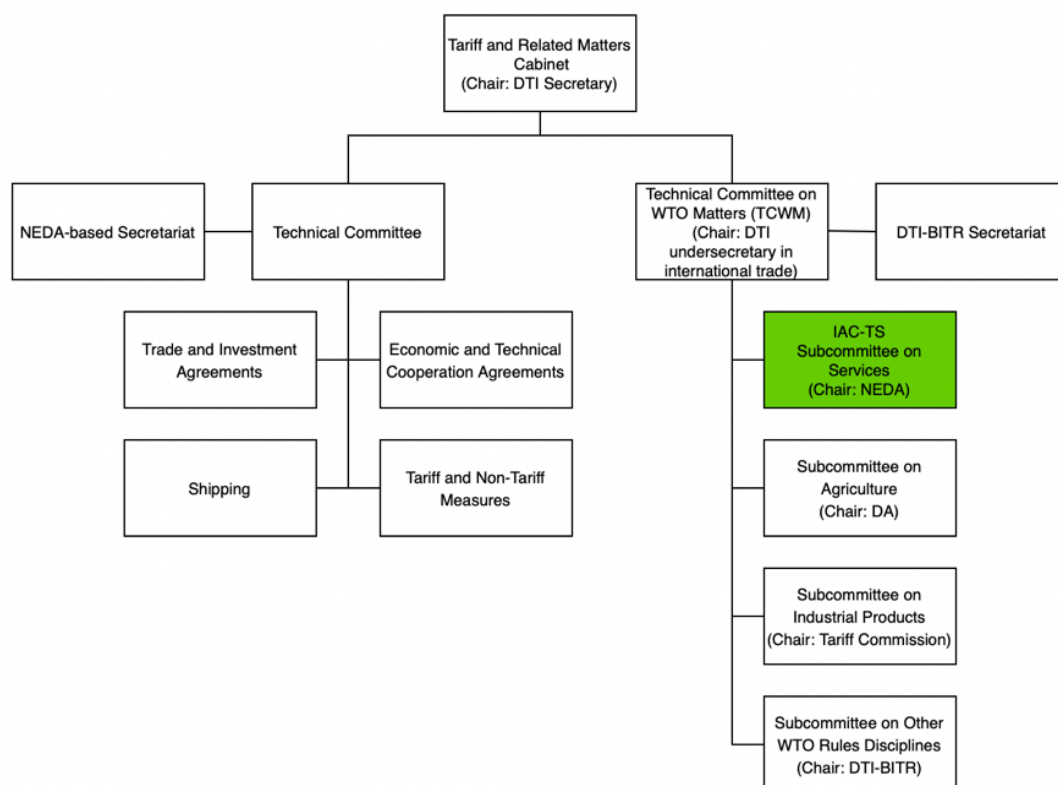 Tariff and Related Matters
Cabinet
(Chair: DTI Secretary)
NEDA-based Secretariat
Technical Committee
Technical Committee on
WTO Matters (TCWM)
(Chair: DTI
undersecretary in
international trade)
DTI-BITR Secretariat
Trade and Investment
Agreements
Economic and Technical
Cooperation Agreements
IAC-TS
Subcommittee on
Services
(Chair: NEDA)
Shipping
Tariff and Non-Tariff
Measures
Subcommittee on
Agriculture
(Chair: DA)
Subcommittee on
Industrial Products
(Chair: Tariff Commission)
Subcommittee on Other
WTO Rules Disciplines
(Chair: DTI-BITR)